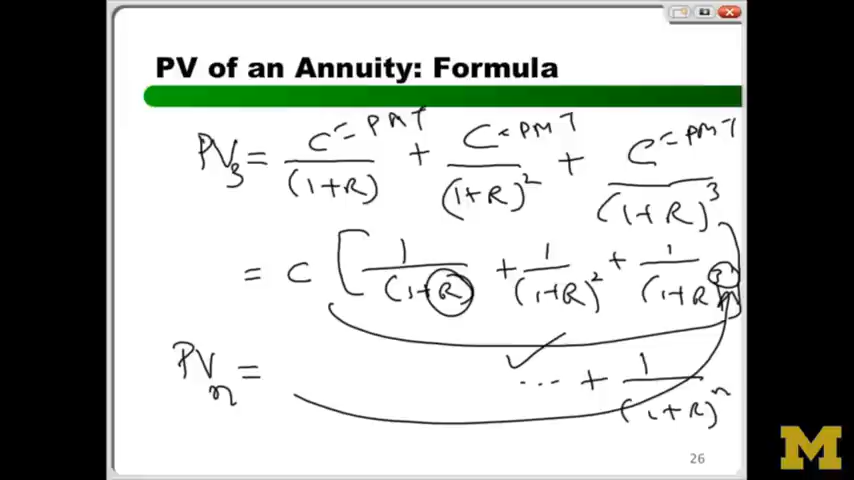 PV of an Annuity: Formula
PV₃ = C = PMT / (1+R) + C = PMT / (1+R)² + C = PMT / (1+R)³
= C [ 1 / (1+R) + 1 / (1+R)² + 1 / (1+R)³
PVₙ = ... + 1 / (1+R)ⁿ
26
M